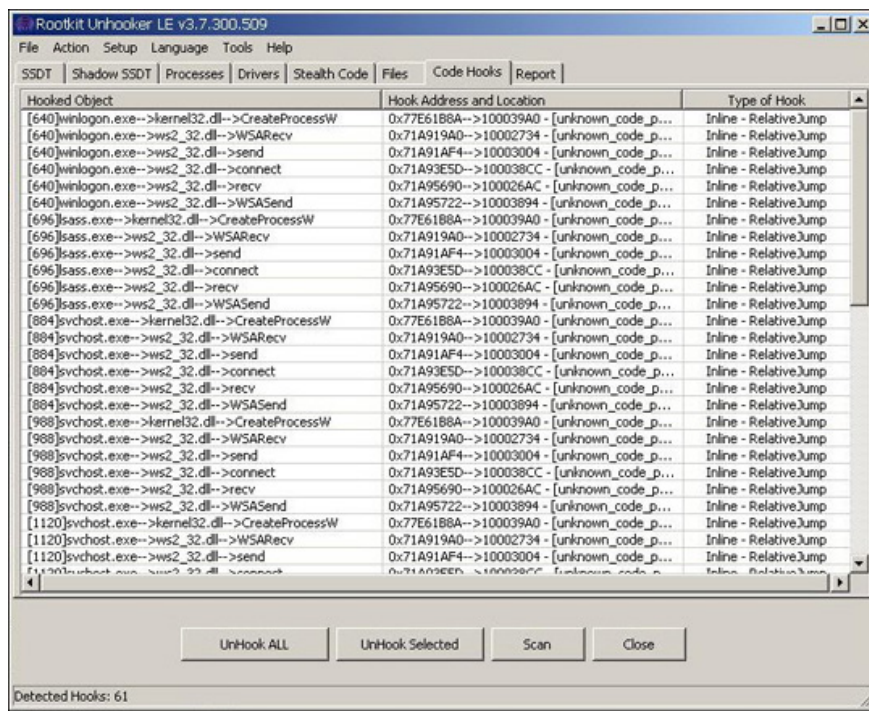 Rootkit Unhooker LE v3.7.300.509
File Action Setup Language Tools Help
SSDT Shadow SSDT Processes Drivers Stealth Code Files Code Hooks Report
Hooked Object Hook Address and Location Type of Hook
[640]winlogon.exe-->kernel32.dll-->CreateProcessW 0x77E61B8A-->100039A0 - [unknown_code_p... Inline - RelativeJump
[640]winlogon.exe-->ws2_32.dll-->WSARecv 0x71A919A0-->10002734 - [unknown_code_p... Inline - RelativeJump
[640]winlogon.exe-->ws2_32.dll-->send 0x71A91AF4-->10003004 - [unknown_code_p... Inline - RelativeJump
[640]winlogon.exe-->ws2_32.dll-->connect 0x71A93E5D-->100038CC - [unknown_code_p... Inline - RelativeJump
[640]winlogon.exe-->ws2_32.dll-->recv 0x71A95690-->100026AC - [unknown_code_p... Inline - RelativeJump
[640]winlogon.exe-->ws2_32.dll-->WSASend 0x71A95722-->10003894 - [unknown_code_p... Inline - RelativeJump
[696]lsass.exe-->kernel32.dll-->CreateProcessW 0x77E61B8A-->100039A0 - [unknown_code_p... Inline - RelativeJump
[696]lsass.exe-->ws2_32.dll-->WSARecv 0x71A919A0-->10002734 - [unknown_code_p... Inline - RelativeJump
[696]lsass.exe-->ws2_32.dll-->send 0x71A91AF4-->10003004 - [unknown_code_p... Inline - RelativeJump
[696]lsass.exe-->ws2_32.dll-->connect 0x71A93E5D-->100038CC - [unknown_code_p... Inline - RelativeJump
[696]lsass.exe-->ws2_32.dll-->recv 0x71A95690-->100026AC - [unknown_code_p... Inline - RelativeJump
[696]lsass.exe-->ws2_32.dll-->WSASend 0x71A95722-->10003894 - [unknown_code_p... Inline - RelativeJump
[884]svchost.exe-->kernel32.dll-->CreateProcessW 0x77E61B8A-->100039A0 - [unknown_code_p... Inline - RelativeJump
[884]svchost.exe-->ws2_32.dll-->WSARecv 0x71A919A0-->10002734 - [unknown_code_p... Inline - RelativeJump
[884]svchost.exe-->ws2_32.dll-->send 0x71A91AF4-->10003004 - [unknown_code_p... Inline - RelativeJump
[884]svchost.exe-->ws2_32.dll-->connect 0x71A93E5D-->100038CC - [unknown_code_p... Inline - RelativeJump
[884]svchost.exe-->ws2_32.dll-->recv 0x71A95690-->100026AC - [unknown_code_p... Inline - RelativeJump
[884]svchost.exe-->ws2_32.dll-->WSASend 0x71A95722-->10003894 - [unknown_code_p... Inline - RelativeJump
[988]svchost.exe-->kernel32.dll-->CreateProcessW 0x77E61B8A-->100039A0 - [unknown_code_p... Inline - RelativeJump
[988]svchost.exe-->ws2_32.dll-->WSARecv 0x71A919A0-->10002734 - [unknown_code_p... Inline - RelativeJump
[988]svchost.exe-->ws2_32.dll-->send 0x71A91AF4-->10003004 - [unknown_code_p... Inline - RelativeJump
[988]svchost.exe-->ws2_32.dll-->connect 0x71A93E5D-->100038CC - [unknown_code_p... Inline - RelativeJump
[988]svchost.exe-->ws2_32.dll-->recv 0x71A95690-->100026AC - [unknown_code_p... Inline - RelativeJump
[988]svchost.exe-->ws2_32.dll-->WSASend 0x71A95722-->10003894 - [unknown_code_p... Inline - RelativeJump
[1120]svchost.exe-->kernel32.dll-->CreateProcessW 0x77E61B8A-->100039A0 - [unknown_code_p... Inline - RelativeJump
[1120]svchost.exe-->ws2_32.dll-->WSARecv 0x71A919A0-->10002734 - [unknown_code_p... Inline - RelativeJump
[1120]svchost.exe-->ws2_32.dll-->send 0x71A91AF4-->10003004 - [unknown_code_p... Inline - RelativeJump
[1120]svchost.exe-->ws2_32.dll-->connect 0x71A93E5D-->100038CC - [unknown_code_p... Inline - RelativeJump
UnHook ALL UnHook Selected Scan Close
Detected Hooks: 61